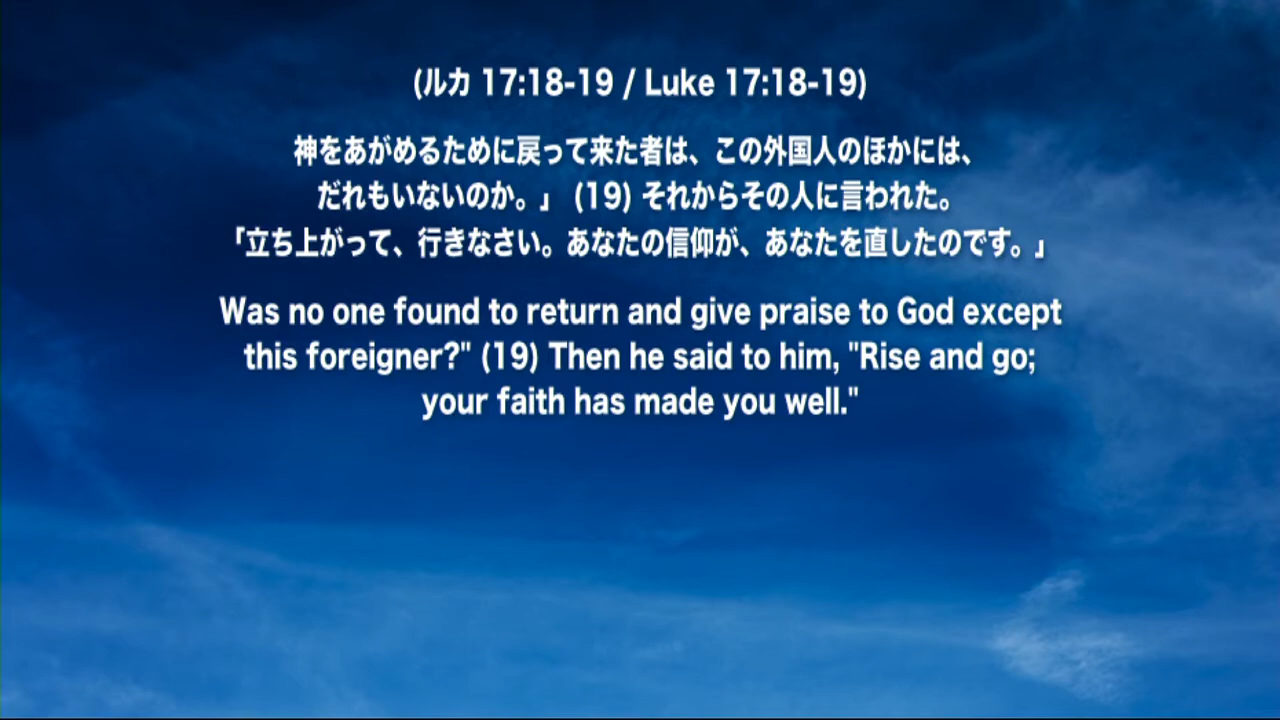 (ルカ 17:18-19 / Luke 17:18-19)
神をあがめるために戻って来た者は、この外国人のほかには、
だれもいないのか。」 (19) それからその人に言われた。
「立ち上がって、行きなさい。あなたの信仰が、あなたを直したのです。」
Was no one found to return and give praise to God except
this foreigner?" (19) Then he said to him, "Rise and go;
your faith has made you well."